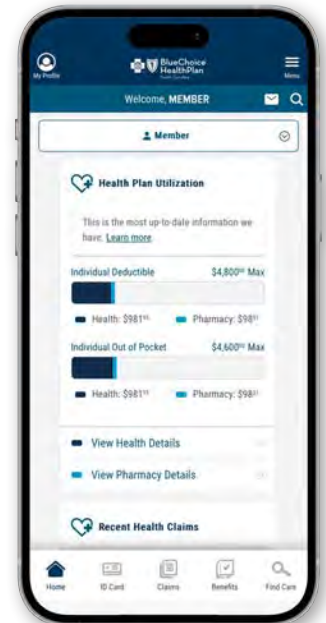 My Profile
BlueChoice
HealthPlan
Menu
Welcome, MEMBER
Member
Health Plan Utilization
This is the most up-to-date information we
have. Learn more.
Individual Deductible $4,800⁰⁰ Max
Health: $981 Pharmacy: $98
Individual Out of Pocket $4,600⁰⁰ Max
Health: $981 Pharmacy: $98
View Health Details
View Pharmacy Details
Recent Health Claims
Home ID Card Claims Benefits Find Care